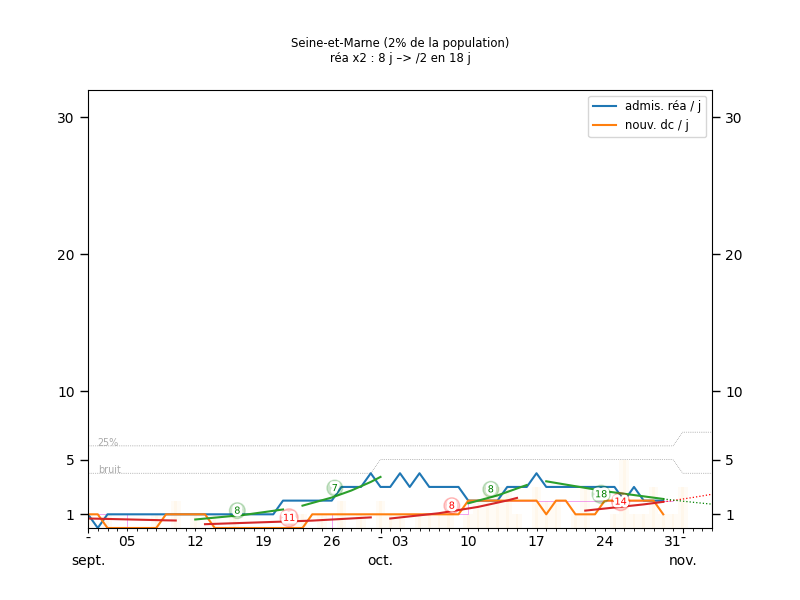 Seine-et-Marne (2% de la population)
réa x2 : 8 j –> /2 en 18 j
admis. réa / j
nouv. dc / j
30 30
20 20
10 10
25%
5 5
bruit
7 8 8 18 14
8 11
1 1
- 05 12 19 26 - 03 10 17 24 31 -
sept. oct. nov.